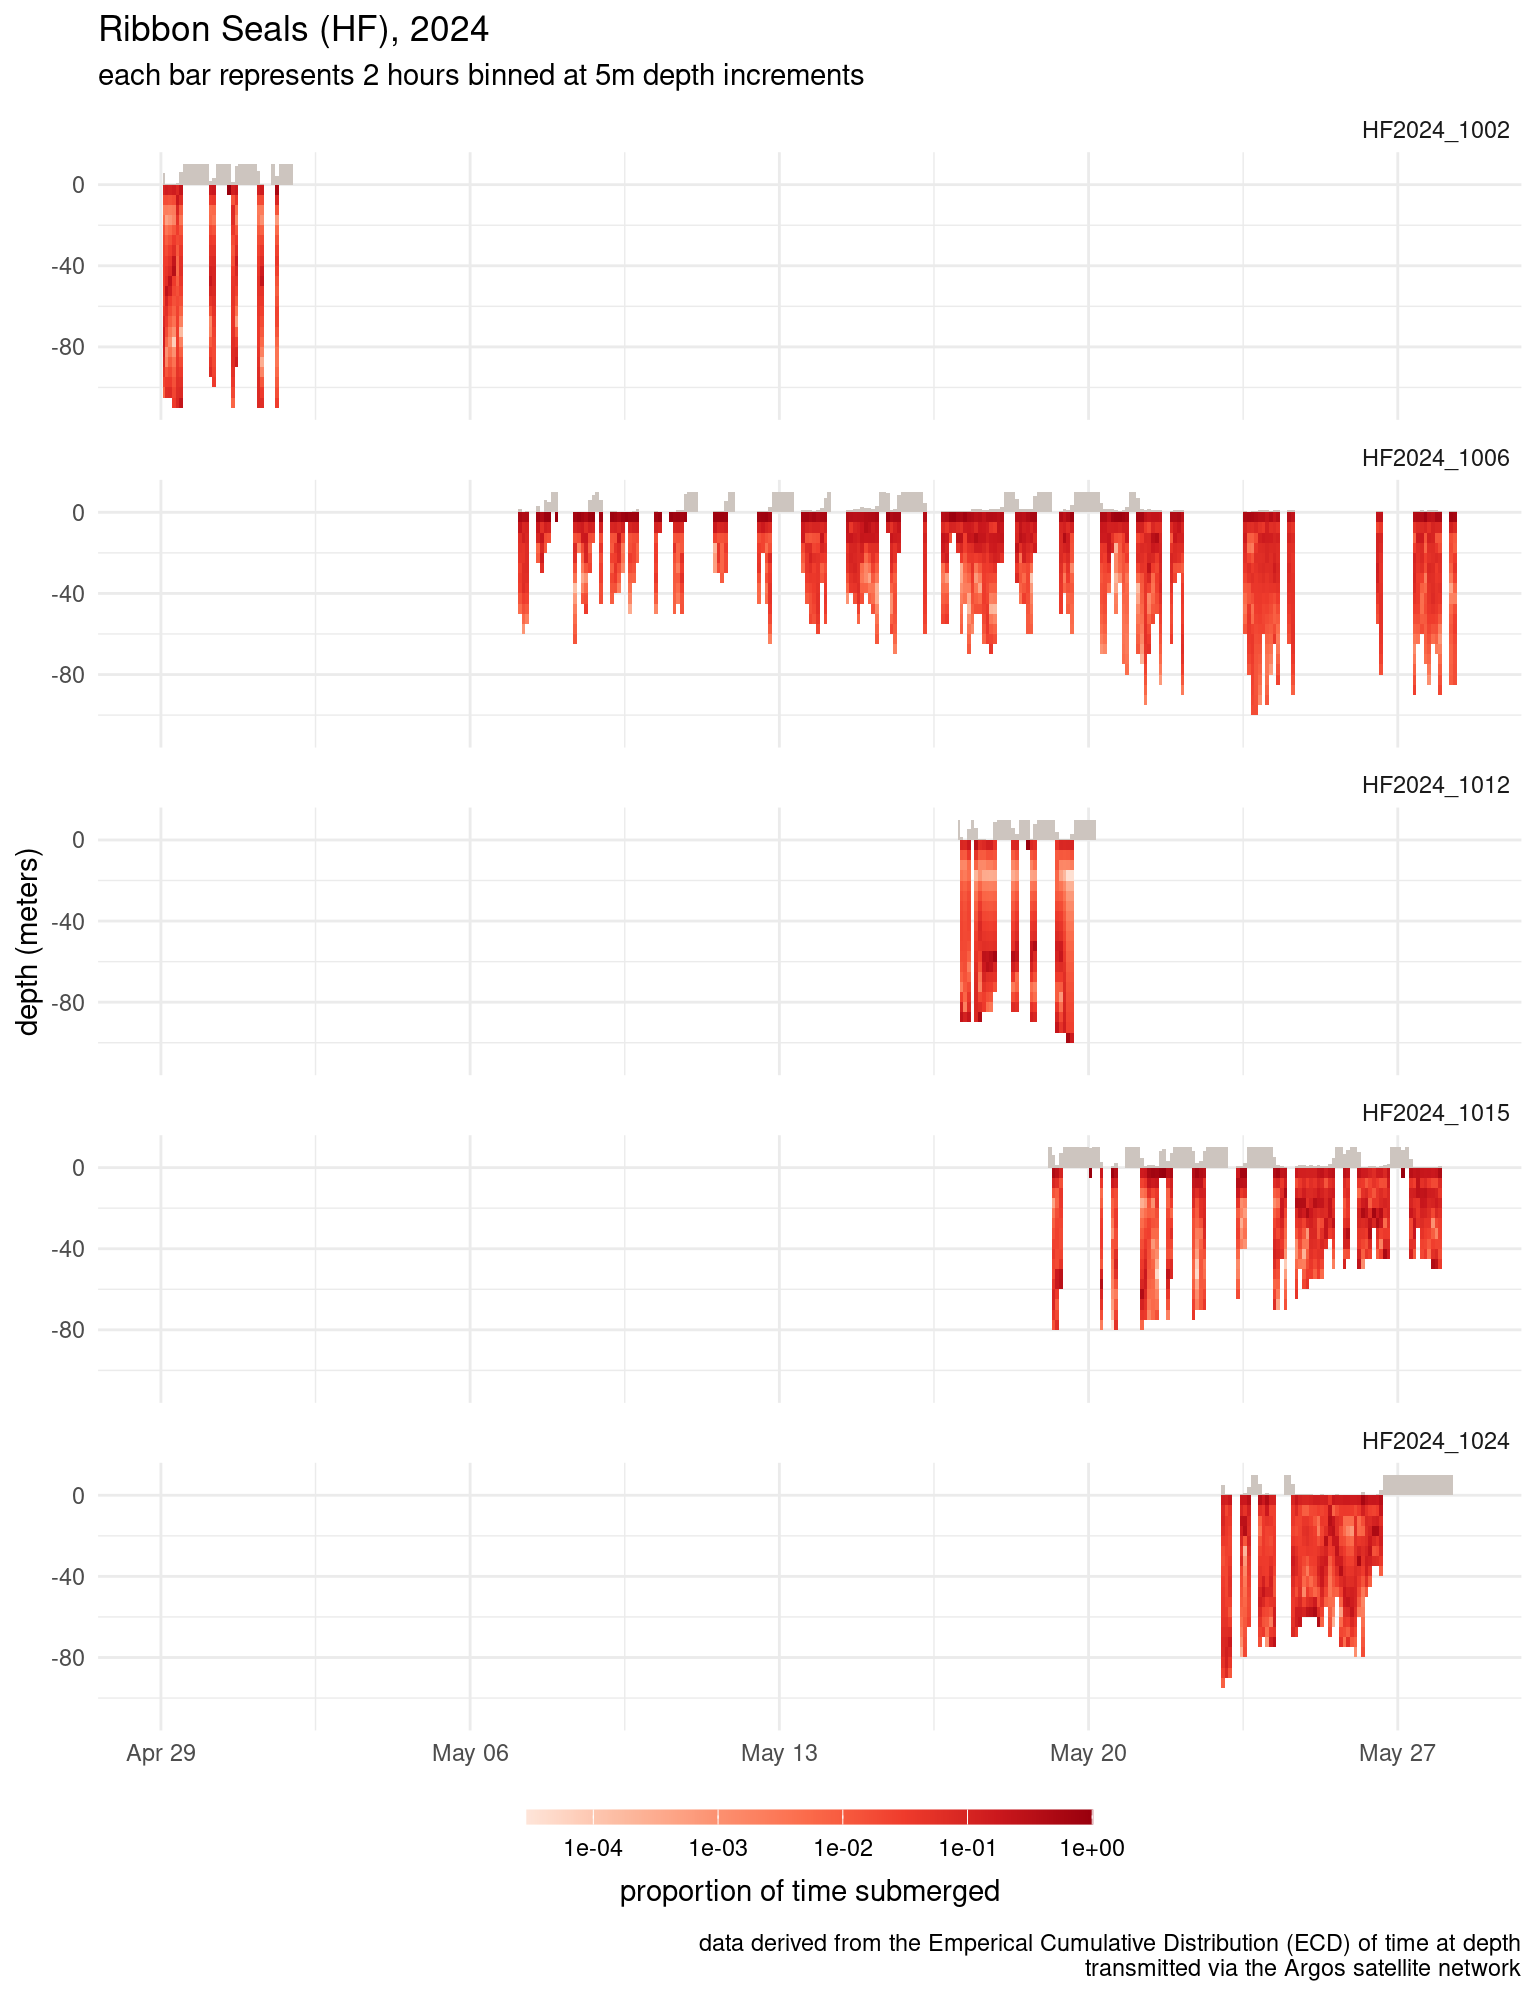 Ribbon Seals (HF), 2024
each bar represents 2 hours binned at 5m depth increments
HF2024_1002
0
-40
-80
HF2024_1006
0
-40
-80
HF2024_1012
0
-40
-80
depth (meters)
HF2024_1015
0
-40
-80
HF2024_1024
0
-40
-80
Apr 29 May 06 May 13 May 20 May 27
1e-04 1e-03 1e-02 1e-01 1e+00
proportion of time submerged
data derived from the Emperical Cumulative Distribution (ECD) of time at depth
transmitted via the Argos satellite network